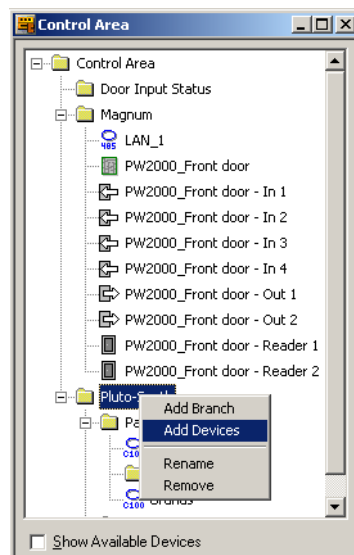 Control Area
Control Area
Door Input Status
Magnum
485 LAN_1
PW2000_Front door
PW2000_Front door - In 1
PW2000_Front door - In 2
PW2000_Front door - In 3
PW2000_Front door - In 4
PW2000_Front door - Out 1
PW2000_Front door - Out 2
PW2000_Front door - Reader 1
PW2000_Front door - Reader 2
Add Branch
Add Devices
Rename
Remove
C100
C100
Show Available Devices